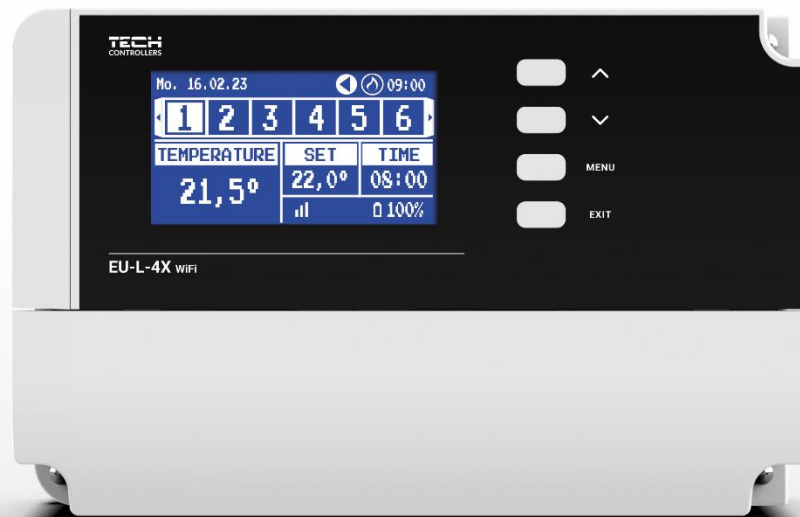 TECH
CONTROLLERS
Mo. 16.02.23 09:00
1 2 3 4 5 6
TEMPERATURE SET TIME
21,5° 22,0° 08:00
100%
MENU
EXIT
EU-L-4X WiFi